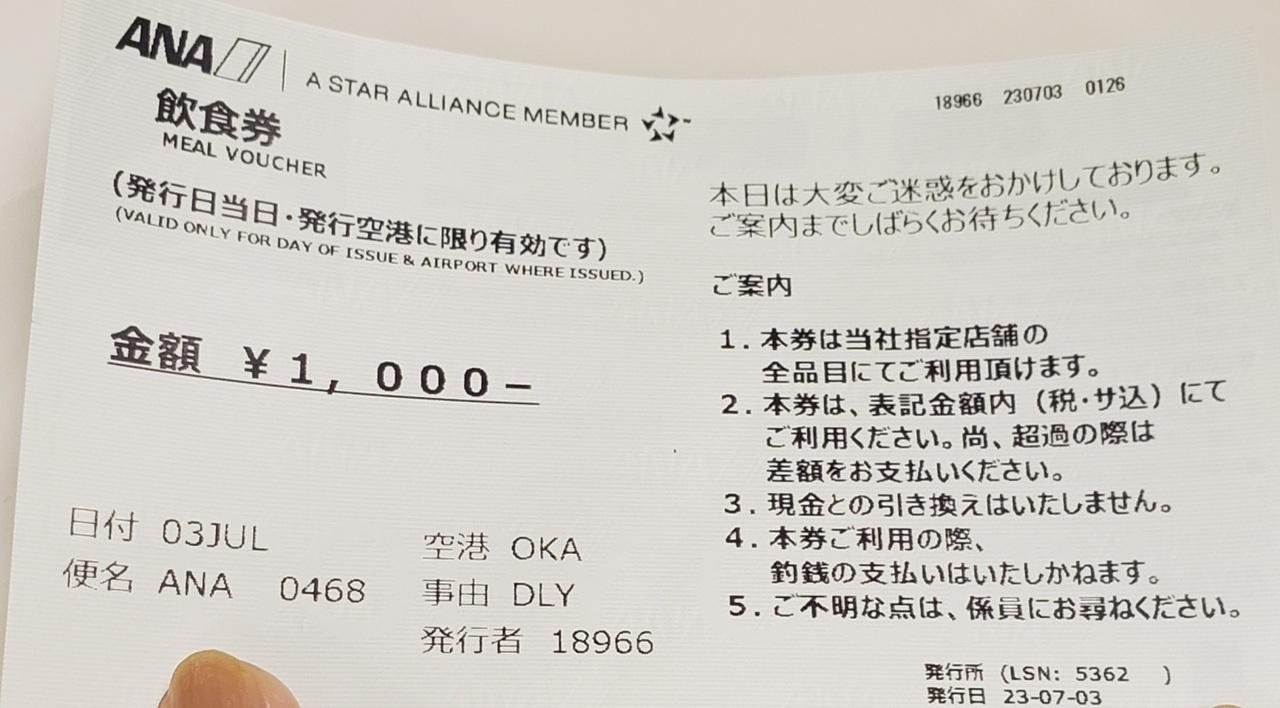 ANA
A STAR ALLIANCE MEMBER
飲食券
MEAL VOUCHER
(発行日当日・発行空港に限り有効です)
(VALID ONLY FOR DAY OF ISSUE & AIRPORT WHERE ISSUED.)
金額 ¥1,000−
日付 03JUL
便名 ANA 0468
空港 OKA
事由 DLY
発行者 18966
18966 230703 0126
本日は大変ご迷惑をおかけしております。
ご案内までしばらくお待ちください。
ご案内
1.本券は当社指定店舗の
全品目にてご利用頂けます。
2.本券は、表記金額内（税・サ込）にて
ご利用ください。尚、超過の際は
差額をお支払いください。
3.現金との引き換えはいたしません。
4.本券ご利用の際、
釣銭の支払いはいたしかねます。
5.ご不明な点は、係員にお尋ねください。
発行所 (LSN: 5362 )
発行日 23-07-03